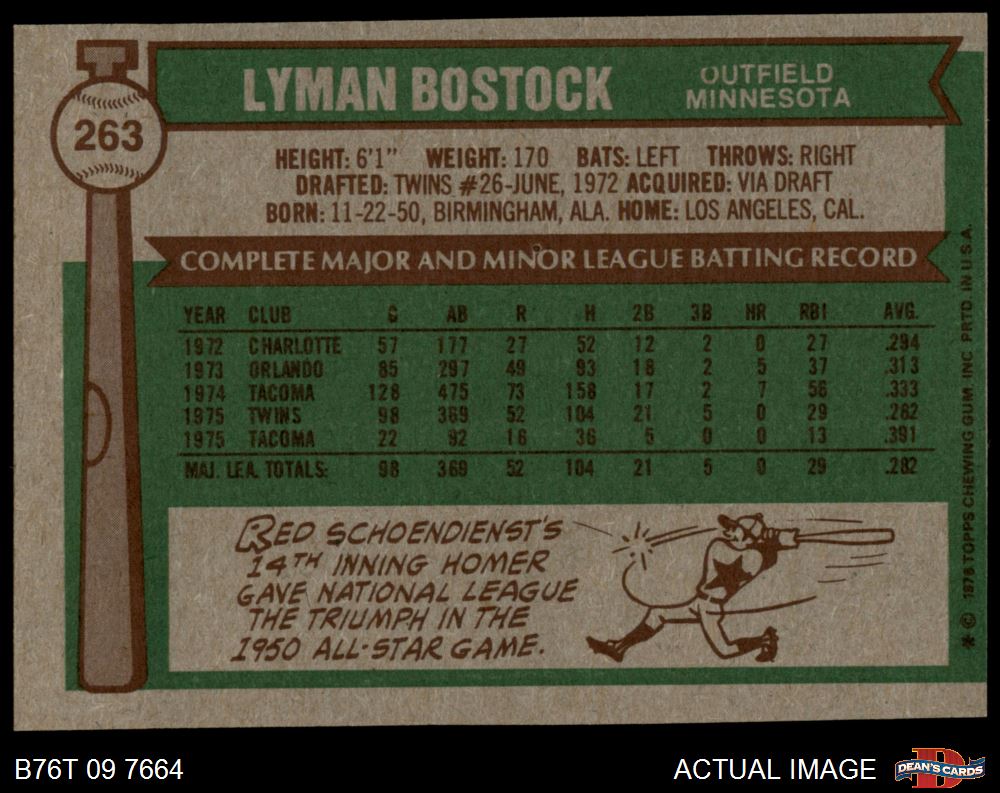 263
LYMAN BOSTOCK
OUTFIELD
MINNESOTA
HEIGHT: 6'1" WEIGHT: 170 BATS: LEFT THROWS: RIGHT
DRAFTED: TWINS #26-JUNE, 1972 ACQUIRED: VIA DRAFT
BORN: 11-22-50, BIRMINGHAM, ALA. HOME: LOS ANGELES, CAL.
COMPLETE MAJOR AND MINOR LEAGUE BATTING RECORD
YEAR CLUB G AB R H 2B 3B HR RBI AVG.
1972 CHARLOTTE 57 177 27 52 12 2 0 27 .294
1973 ORLANDO 85 297 49 93 18 2 5 37 .313
1974 TACOMA 128 475 73 158 17 2 7 56 .333
1975 TWINS 98 369 52 104 21 5 0 29 .282
1975 TACOMA 22 92 18 36 5 0 0 13 .391
MAJ. LEA. TOTALS: 98 369 52 104 21 5 0 29 .282
RED SCHOENDIENST'S
14TH INNING HOMER
GAVE NATIONAL LEAGUE
THE TRIUMPH IN THE
1950 ALL-STAR GAME.
* © 1976 TOPPS CHEWING GUM, INC. PRTD. IN U.S.A.
B76T 09 7664
ACTUAL IMAGE
D
DEAN'S CARDS